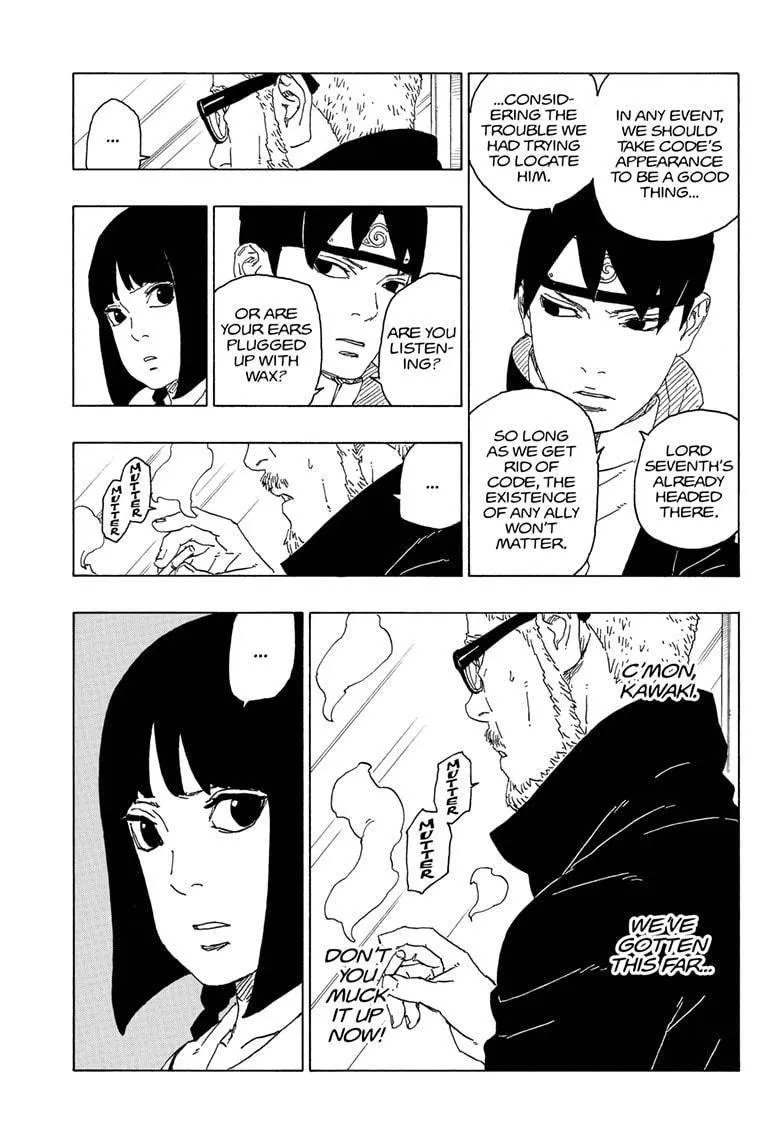 IN ANY EVENT,
WE SHOULD
TAKE CODE'S
APPEARANCE
TO BE A GOOD
THING...
...CONSID-
ERING THE
TROUBLE WE
HAD TRYING
TO LOCATE
HIM.
LORD
SEVENTH'S
ALREADY
HEADED
THERE.
SO LONG
AS WE GET
RID OF
CODE, THE
EXISTENCE
OF ANY ALLY
WON'T
MATTER.
...
ARE YOU
LISTEN-
ING?
OR ARE
YOUR EARS
PLUGGED
UP WITH
WAX?
...
MUTTER
MUTTER
C'MON,
KAWAKI.
MUTTER
MUTTER
WE'VE
GOTTEN
THIS FAR...
DON'T
YOU
MUCK
IT UP
NOW!
...